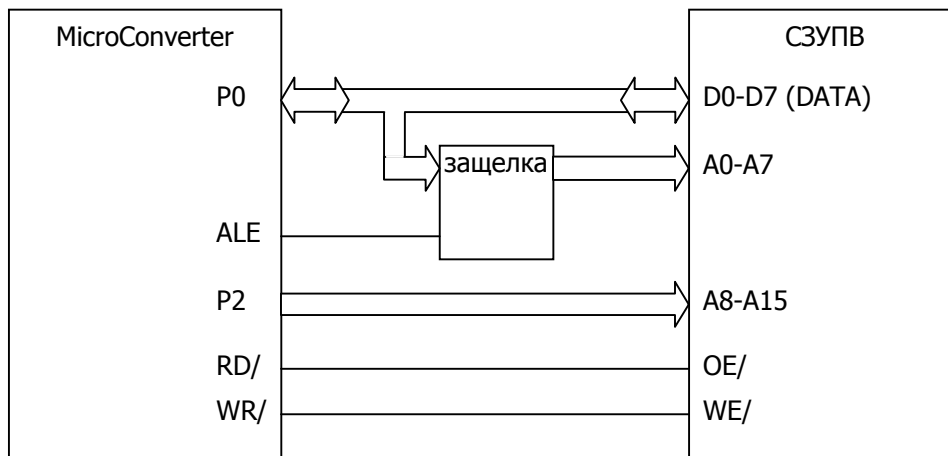 MicroConverter
СЗУПВ
P0
D0-D7 (DATA)
защелка
A0-A7
ALE
P2
A8-A15
RD/
OE/
WR/
WE/